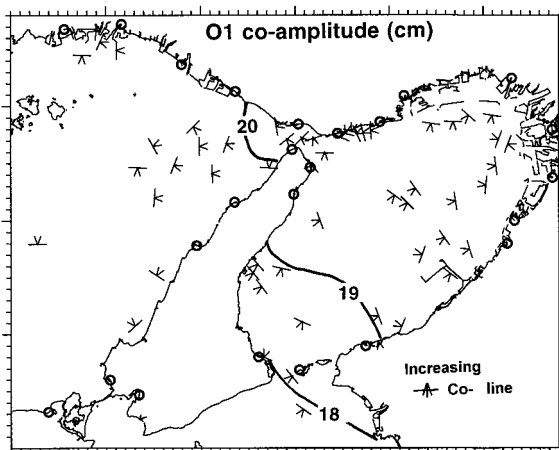 O1 co-amplitude (cm)
20
19
Increasing
Co- line
18